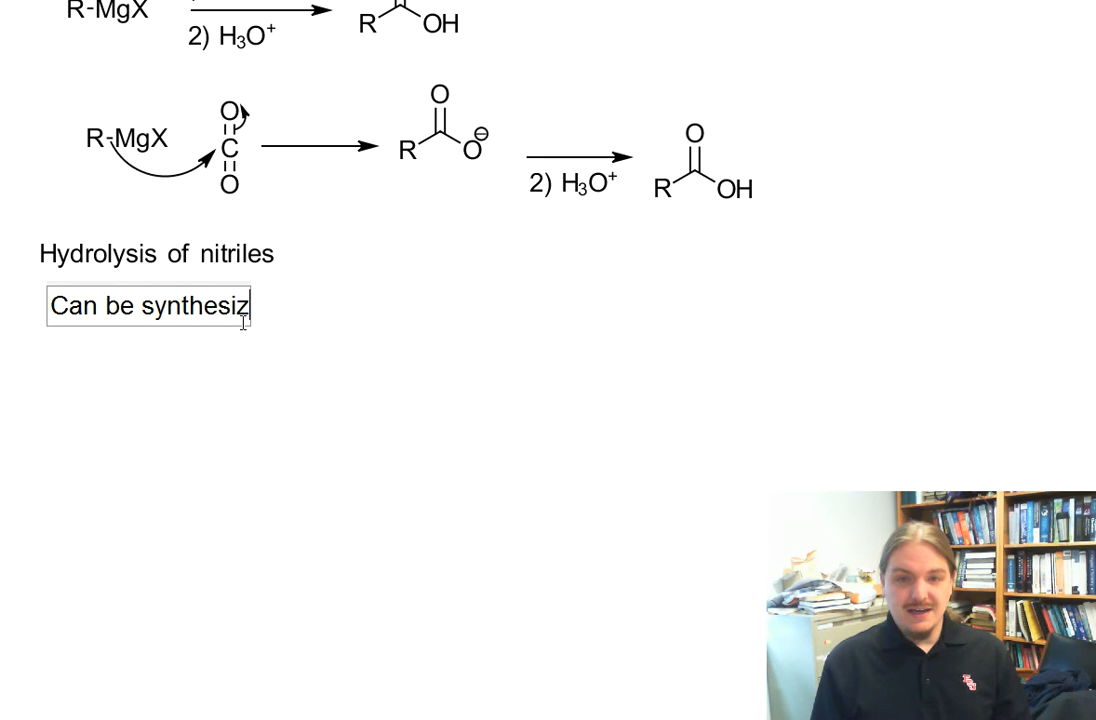 R-MgX
2) H₃O⁺
R OH
O
R-MgX C O
R O⊖
2) H₃O⁺
O
R OH
O
Hydrolysis of nitriles
Can be synthesiz